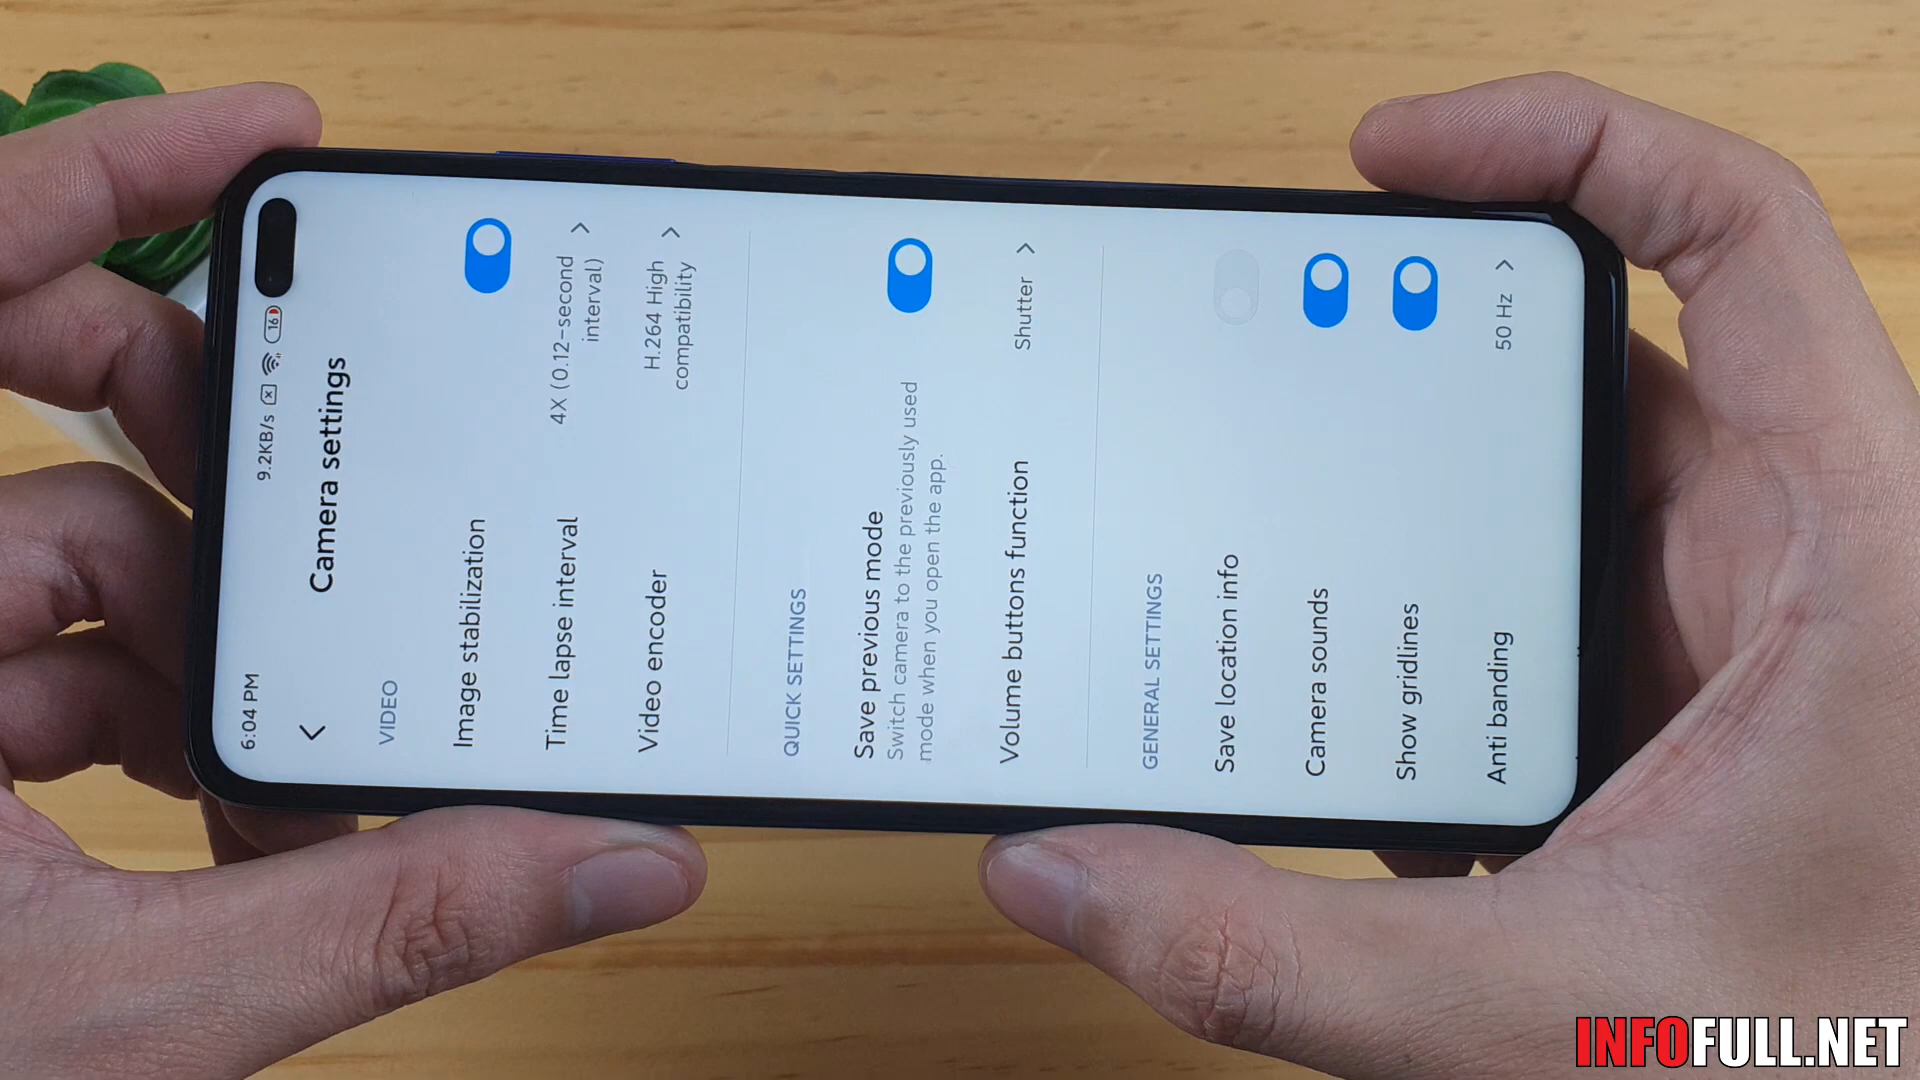 6:04 PM
9.2KB/s
16
Camera settings
VIDEO
Image stabilization
Time lapse interval
4X (0.12-second
interval)
Video encoder
H.264 High
compatibility
QUICK SETTINGS
Save previous mode
Switch camera to the previously used
mode when you open the app.
Volume buttons function
Shutter
GENERAL SETTINGS
Save location info
Camera sounds
Show gridlines
Anti banding
50 Hz
INFOFULL.NET